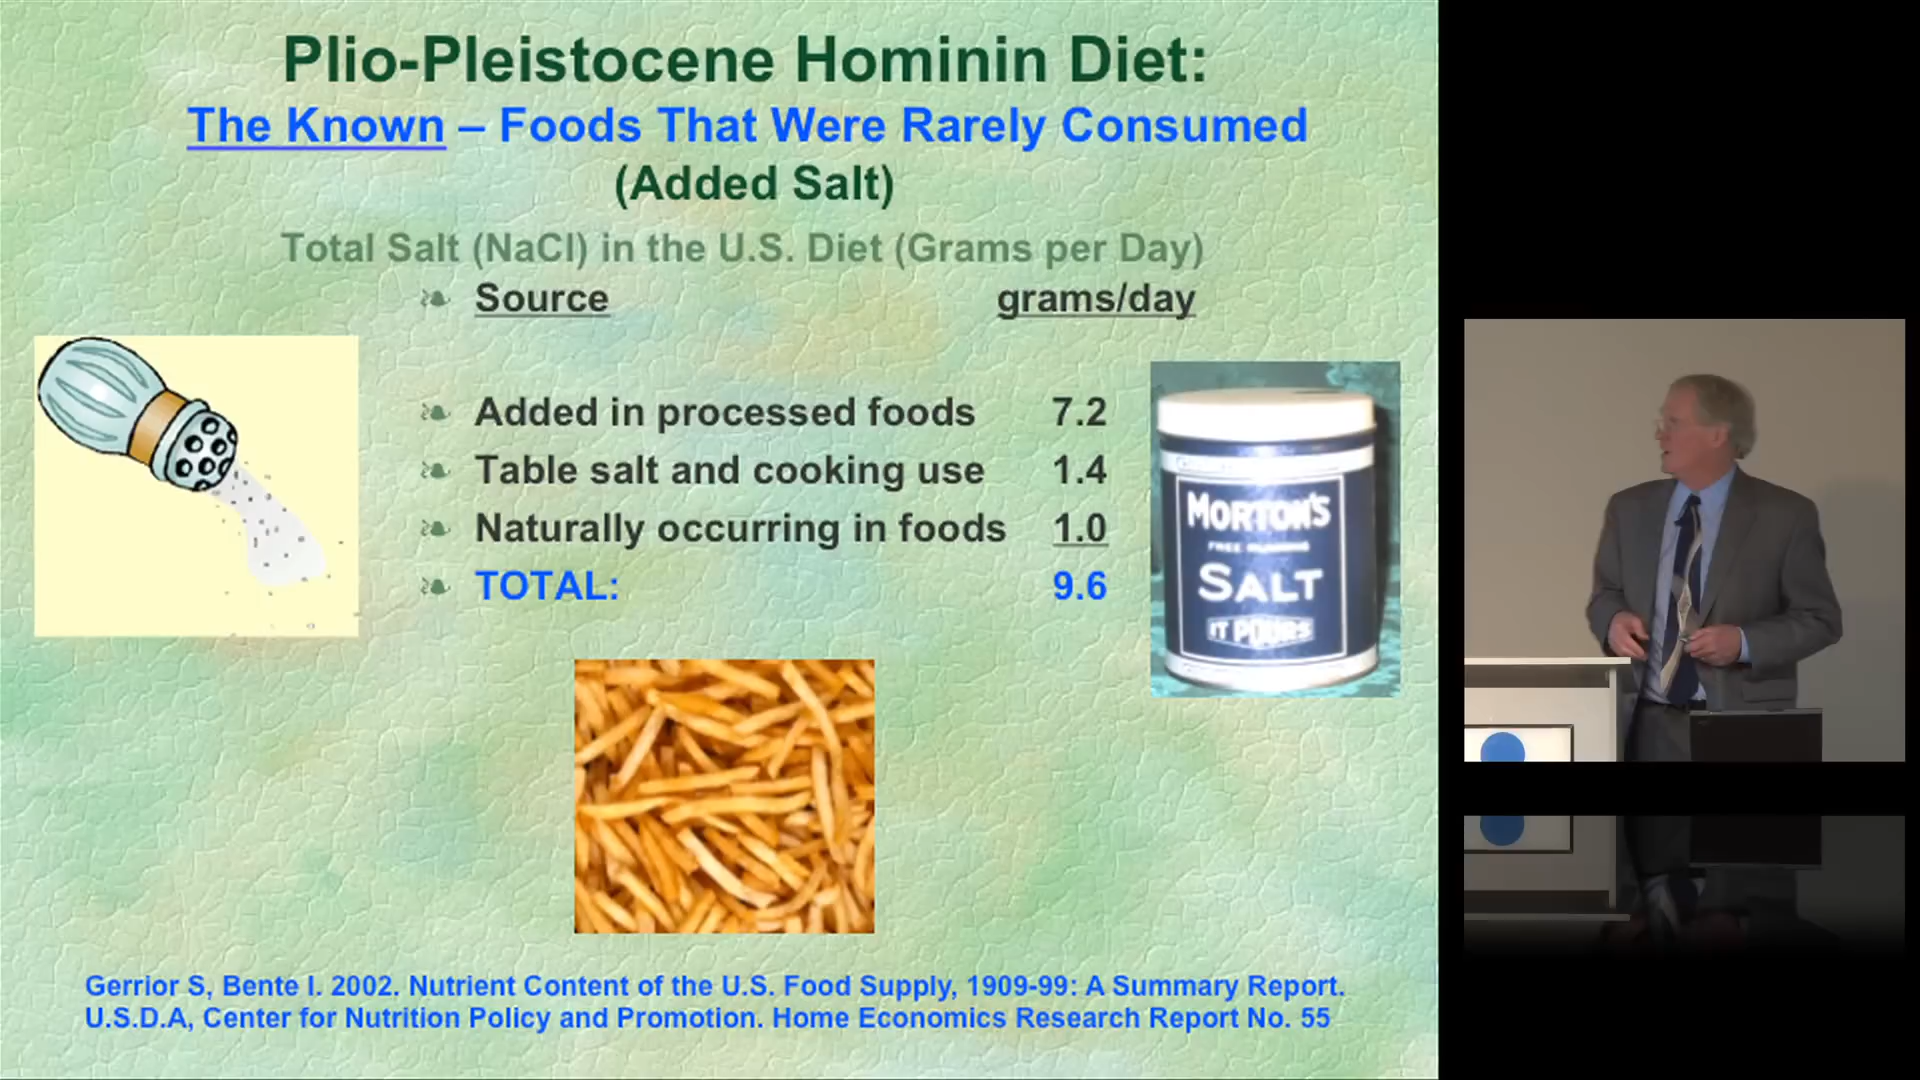 Plio-Pleistocene Hominin Diet:
The Known – Foods That Were Rarely Consumed
(Added Salt)
Total Salt (NaCl) in the U.S. Diet (Grams per Day)
Source grams/day
Added in processed foods 7.2
Table salt and cooking use 1.4
Naturally occurring in foods 1.0
TOTAL: 9.6
MORTON'S
FREE RUNNING
SALT
IT POURS
Gerrior S, Bente I. 2002. Nutrient Content of the U.S. Food Supply, 1909-99: A Summary Report.
U.S.D.A, Center for Nutrition Policy and Promotion. Home Economics Research Report No. 55